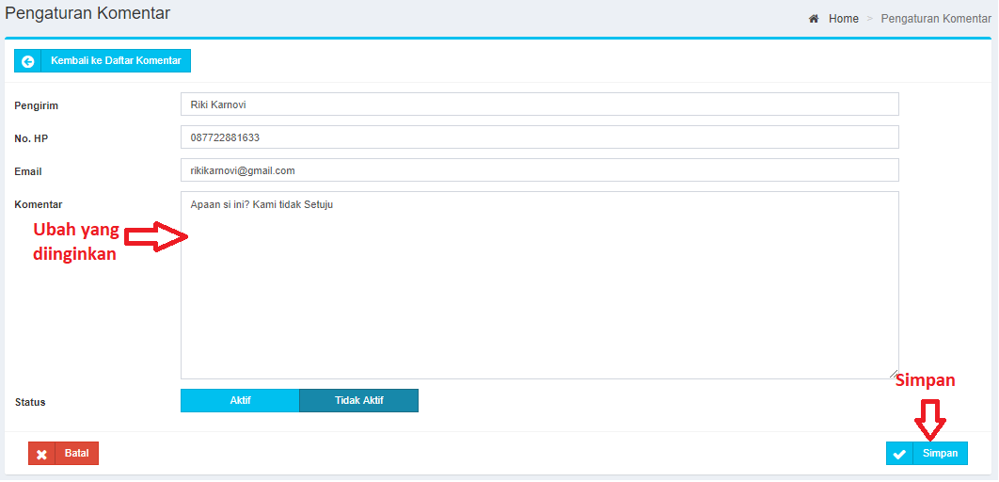 Pengaturan Komentar
Home > Pengaturan Komentar
Kembali ke Daftar Komentar
Pengirim
Riki Karnovi
No. HP
087722881633
Email
rikikarnovi@gmail.com
Komentar
Apaan si ini? Kami tidak Setuju
Ubah yang
diinginkan
Simpan
Status
Aktif
Tidak Aktif
Batal
Simpan